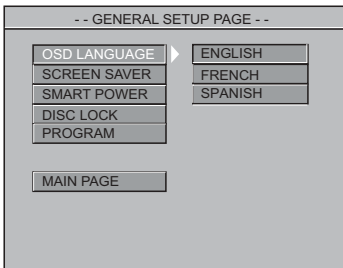 - - GENERAL SETUP PAGE - -
OSD LANGUAGE
ENGLISH
SCREEN SAVER
FRENCH
SMART POWER
SPANISH
DISC LOCK
PROGRAM
MAIN PAGE